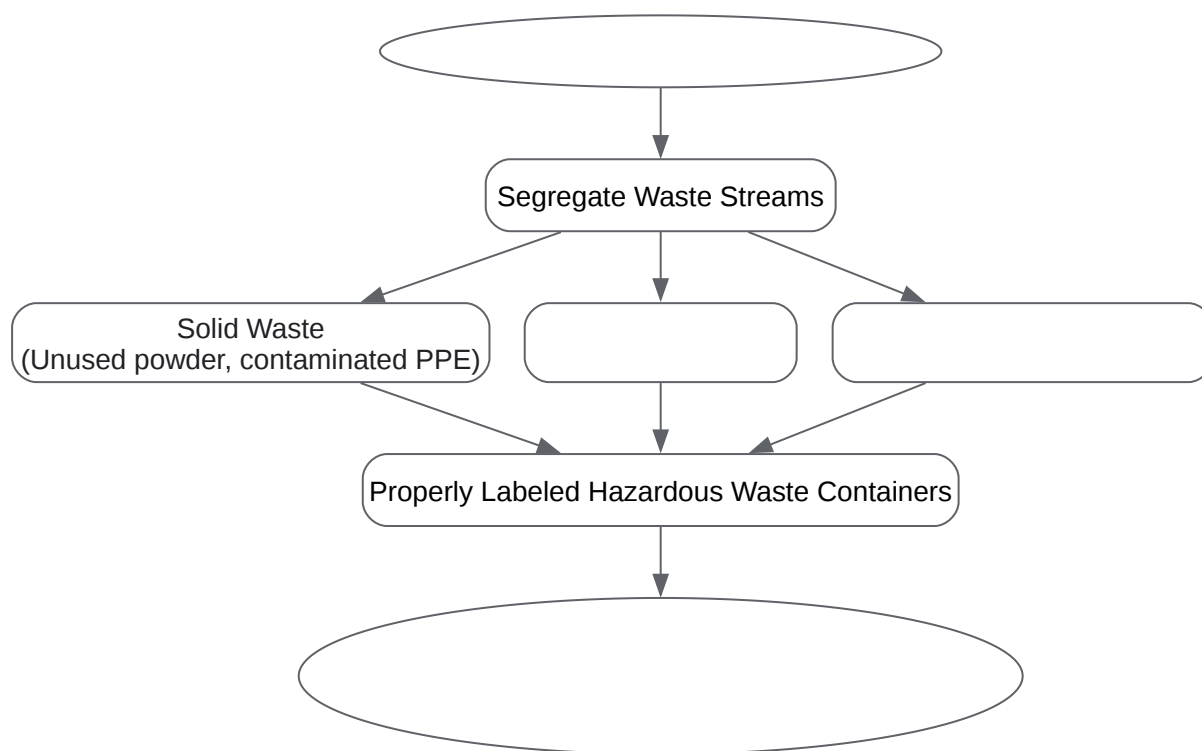 Segregate Waste Streams
Solid Waste
(Unused powder, contaminated PPE)
Properly Labeled Hazardous Waste Containers